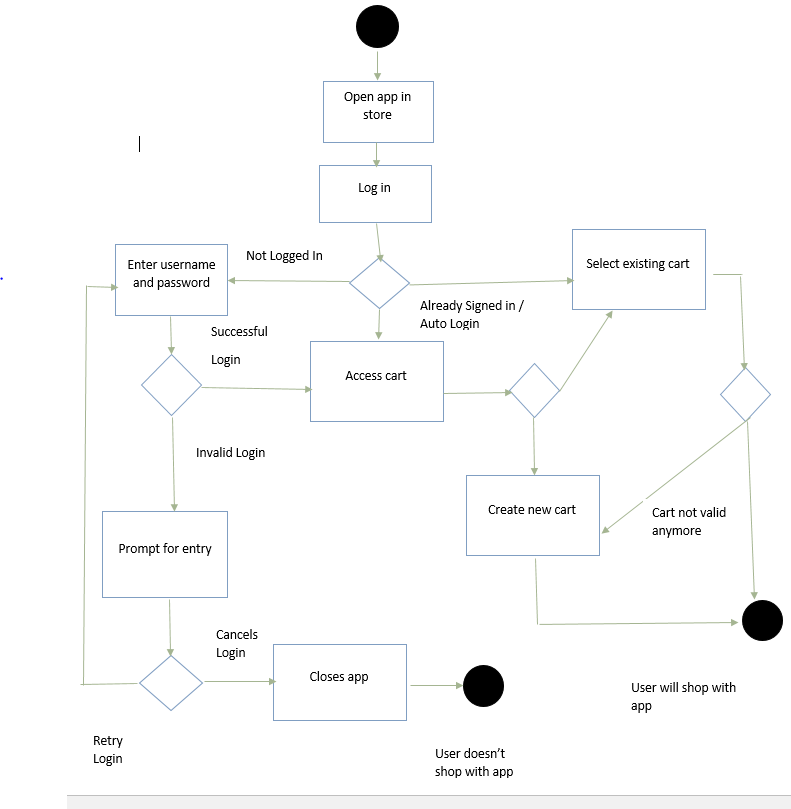 Open app in
store
Log in
Enter username
and password
Not Logged In
Select existing cart
Already Signed in /
Auto Login
Successful
Login
Access cart
Invalid Login
Create new cart
Cart not valid
anymore
Prompt for entry
Cancels
Login
Closes app
User will shop with
app
Retry
Login
User doesn't
shop with app